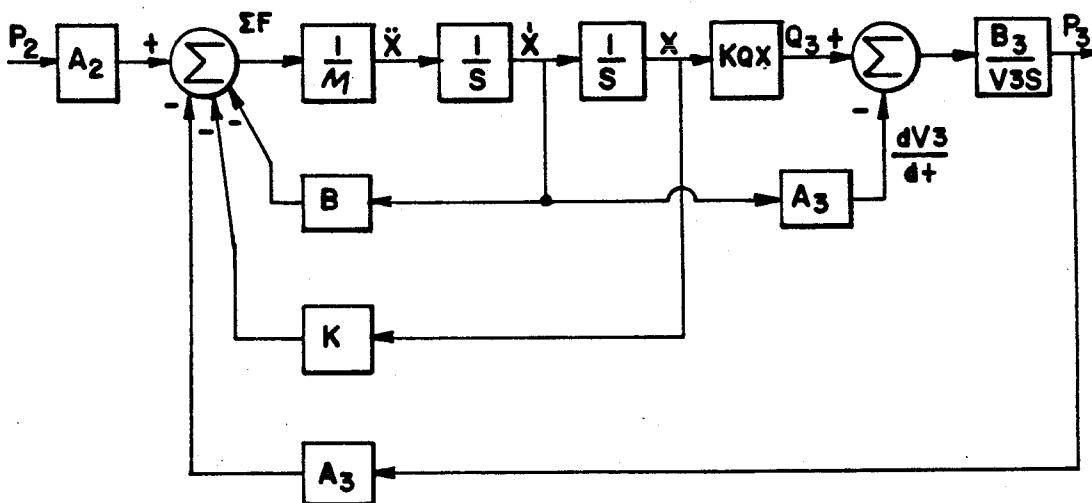 P2 A2 + Σ ΣF 1/M Ẍ 1/S Ẋ 1/S X KQX Q3 + Σ B3/V3S P3
- - - -
dV3/dt
B A3
K
A3